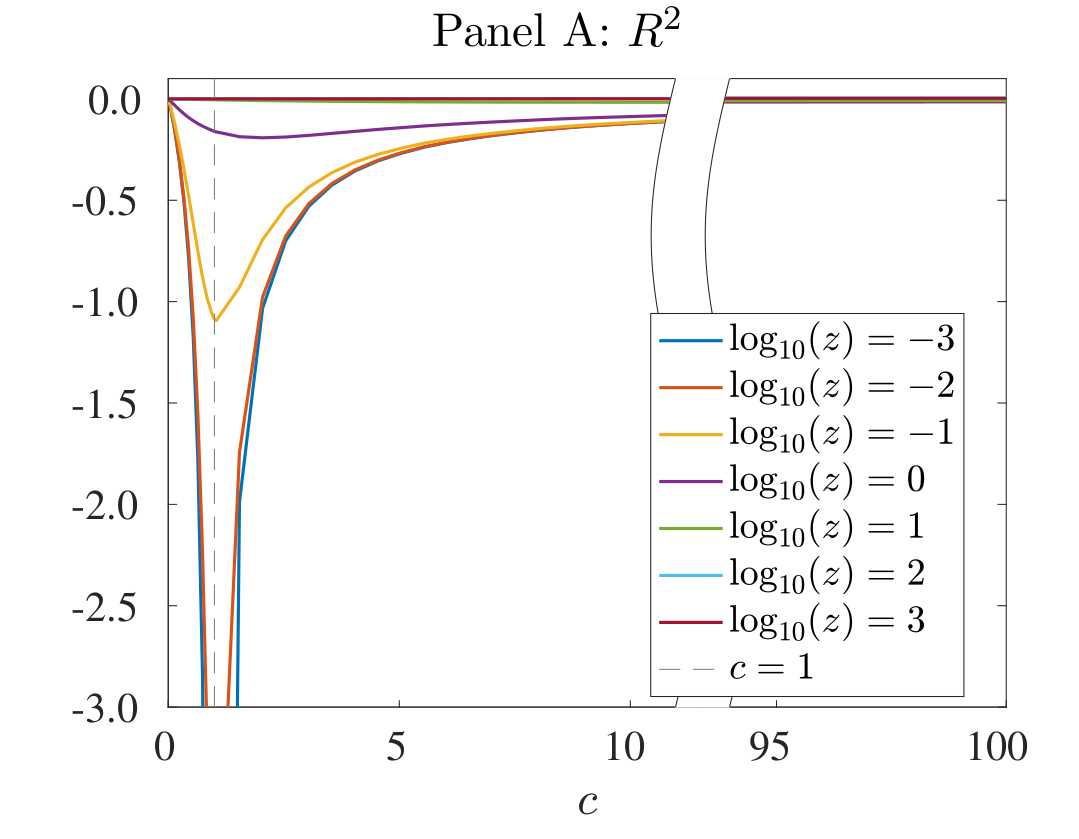 Panel A: R²
0.0
-0.5
-1.0
-1.5
-2.0
-2.5
-3.0
log₁₀(z) = −3
log₁₀(z) = −2
log₁₀(z) = −1
log₁₀(z) = 0
log₁₀(z) = 1
log₁₀(z) = 2
log₁₀(z) = 3
c = 1
0 5 10 95 100
c